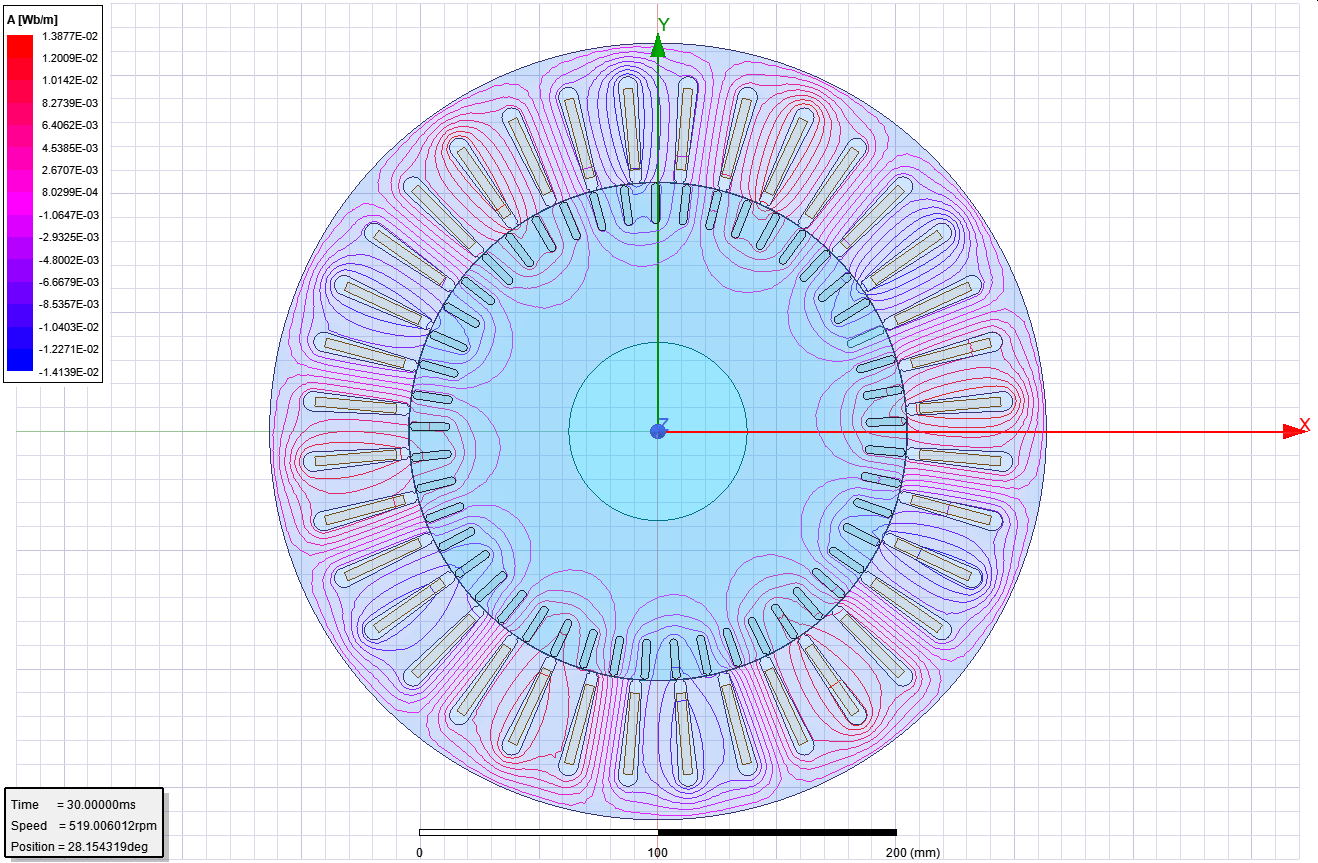 A [Wb/m]
1.3877E-02
1.2009E-02
1.0142E-02
8.2739E-03
6.4062E-03
4.5385E-03
2.6707E-03
8.0299E-04
-1.0647E-03
-2.9325E-03
-4.8002E-03
-6.6679E-03
-8.5357E-03
-1.0403E-02
-1.2271E-02
-1.4139E-02
Y
Z
X
Time = 30.00000ms
Speed = 519.006012rpm
Position = 28.154319deg
0 100 200 (mm)